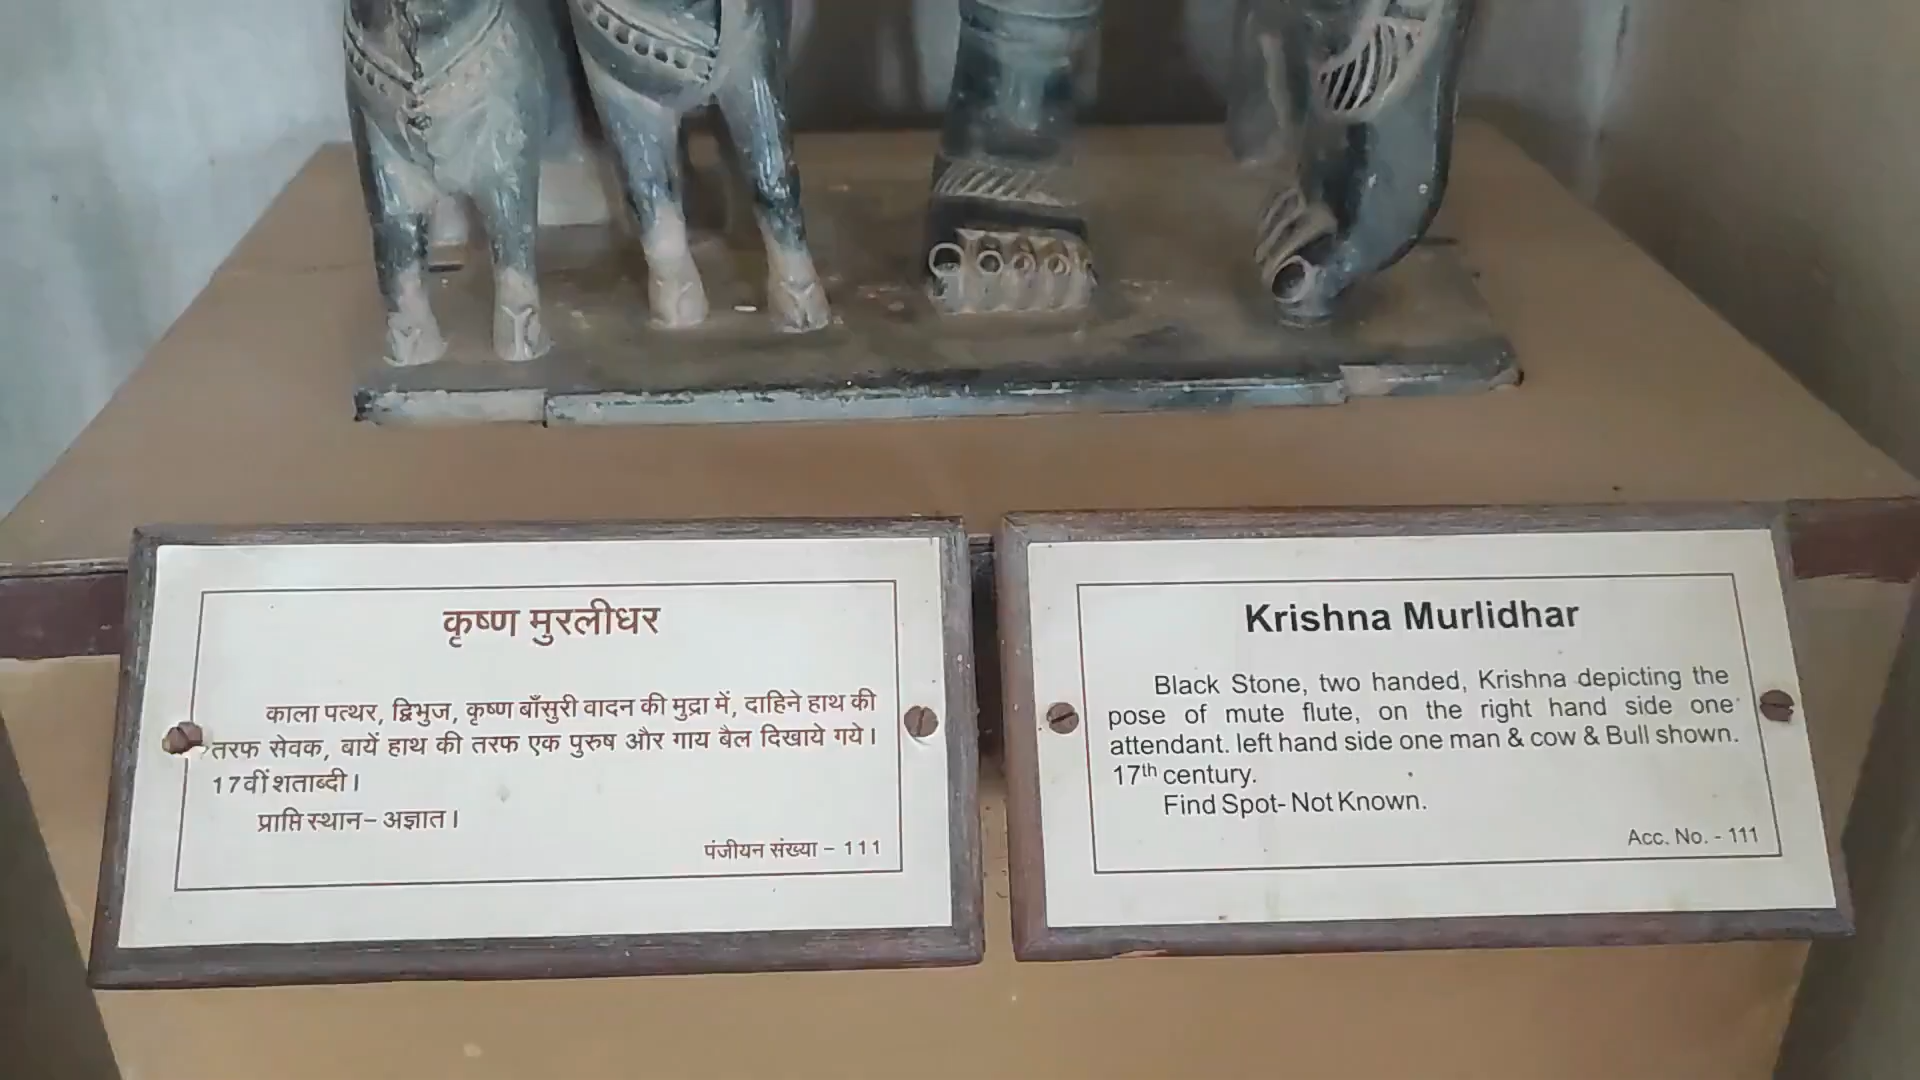 कृष्ण मुरलीधर
काला पत्थर, द्विभुज, कृष्ण बाँसुरी वादन की मुद्रा में, दाहिने हाथ की
तरफ सेवक, बायें हाथ की तरफ एक पुरुष और गाय बैल दिखाये गये।
17वीं शताब्दी।
प्राप्ति स्थान– अज्ञात।
पंजीयन संख्या – 111
Krishna Murlidhar
Black Stone, two handed, Krishna depicting the
pose of mute flute, on the right hand side one
attendant. left hand side one man & cow & Bull shown.
17th century.
Find Spot- Not Known.
Acc. No. - 111